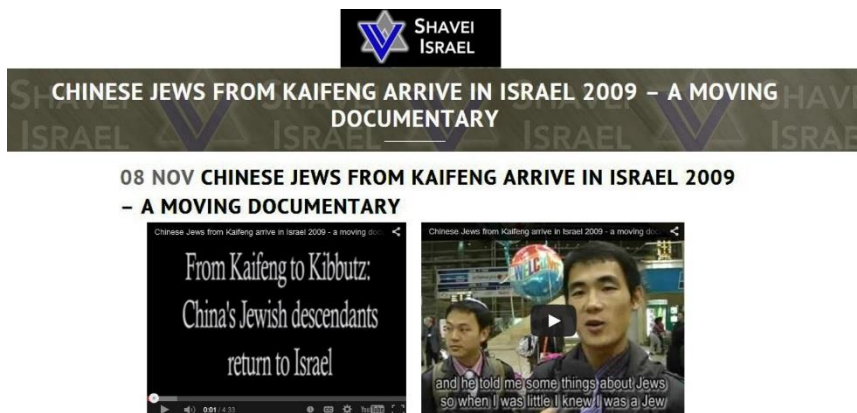 SHAVEI
ISRAEL
CHINESE JEWS FROM KAIFENG ARRIVE IN ISRAEL 2009 – A MOVING
DOCUMENTARY
08 NOV CHINESE JEWS FROM KAIFENG ARRIVE IN ISRAEL 2009
– A MOVING DOCUMENTARY
Chinese Jews from Kaifeng arrive in Israel 2009 - a moving doc
From Kaifeng to Kibbutz:
China's Jewish descendants
return to Israel
0:01 / 4:33
YouTube
Chinese Jews from Kaifeng arrive in Israel 2009 - a moving doc
WELCOME
and he told me some things about Jews
so when I was little I knew I was a Jew